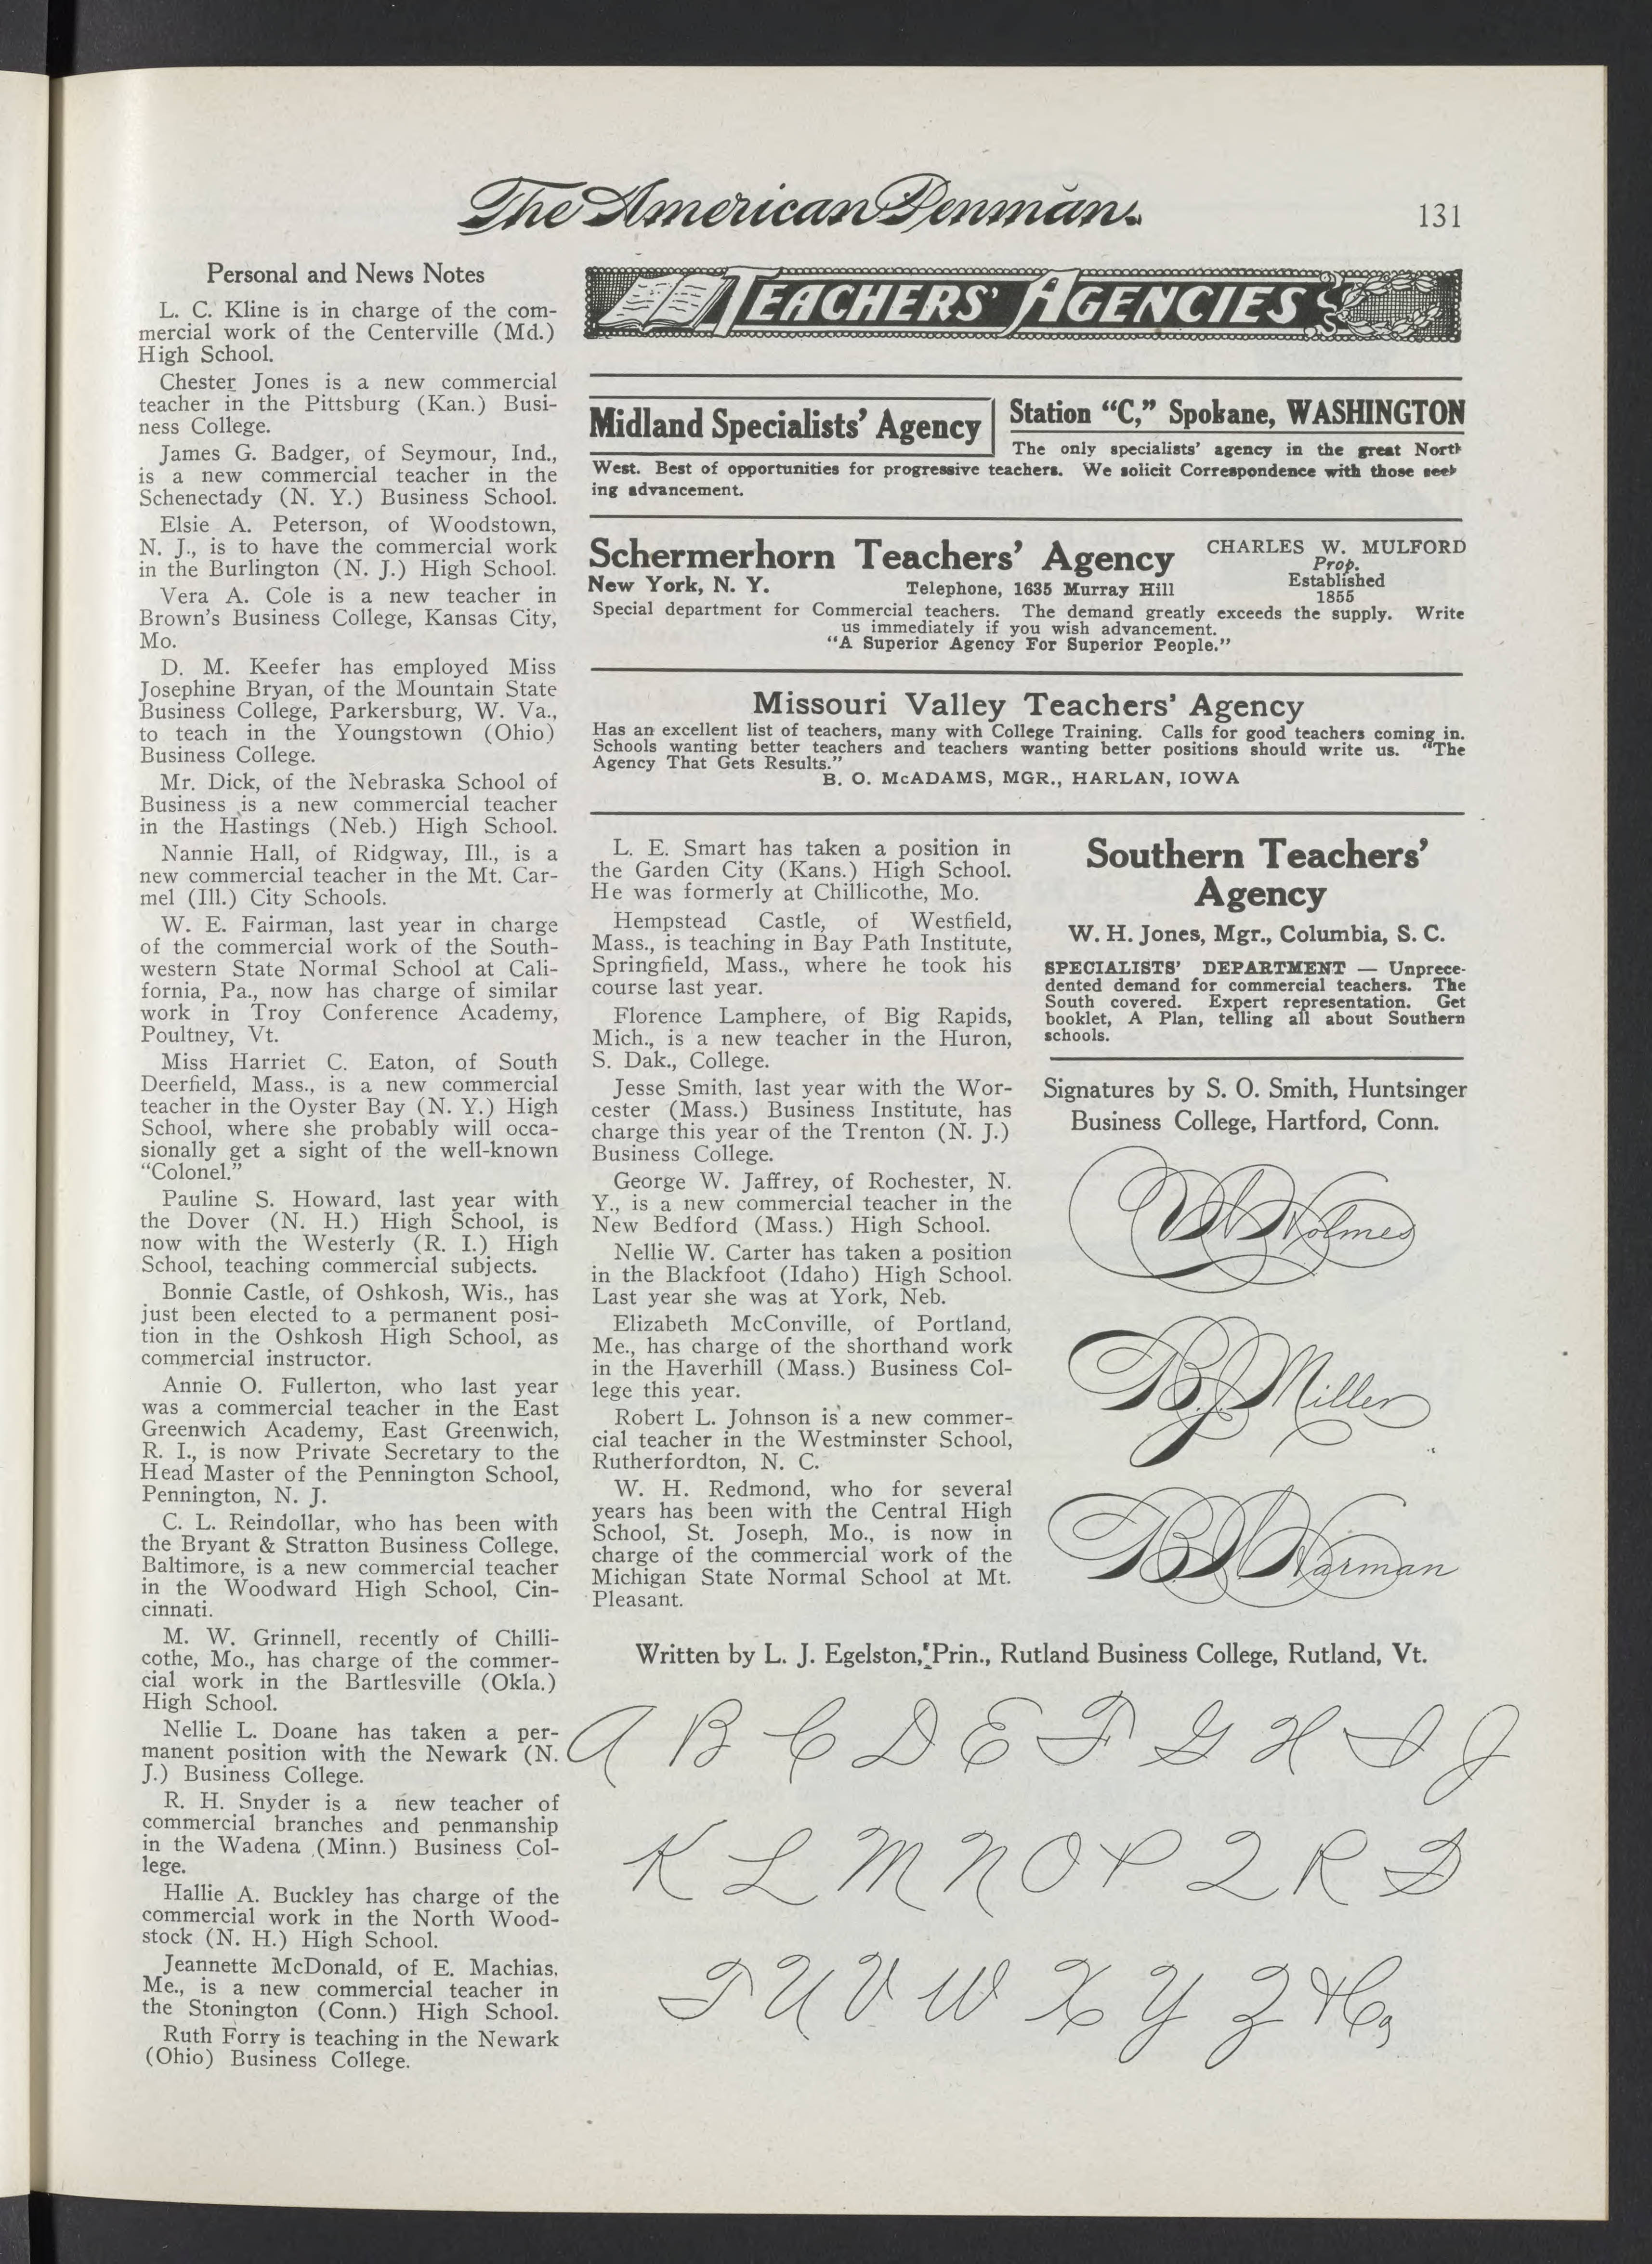 The American Penman.
131
Personal and News Notes
L. C. Kline is in charge of the com-
mercial work of the Centerville (Md.)
High School.
Chester Jones is a new commercial
teacher in the Pittsburg (Kan.) Busi-
ness College.
James G. Badger, of Seymour, Ind.,
is a new commercial teacher in the
Schenectady (N. Y.) Business School.
Elsie A. Peterson, of Woodstown,
N. J., is to have the commercial work
in the Burlington (N. J.) High School.
Vera A. Cole is a new teacher in
Brown's Business College, Kansas City,
Mo.
D. M. Keefer has employed Miss
Josephine Bryan, of the Mountain State
Business College, Parkersburg, W. Va.,
to teach in the Youngstown (Ohio)
Business College.
Mr. Dick, of the Nebraska School of
Business is a new commercial teacher
in the Hastings (Neb.) High School.
Nannie Hall, of Ridgway, Ill., is a
new commercial teacher in the Mt. Car-
mel (Ill.) City Schools.
W. E. Fairman, last year in charge
of the commercial work of the South-
western State Normal School at Cali-
fornia, Pa., now has charge of similar
work in Troy Conference Academy,
Poultney, Vt.
Miss Harriet C. Eaton, of South
Deerfield, Mass., is a new commercial
teacher in the Oyster Bay (N. Y.) High
School, where she probably will occa-
sionally get a sight of the well-known
"Colonel."
Pauline S. Howard, last year with
the Dover (N. H.) High School, is
now with the Westerly (R. I.) High
School, teaching commercial subjects.
Bonnie Castle, of Oshkosh, Wis., has
just been elected to a permanent posi-
tion in the Oshkosh High School, as
commercial instructor.
Annie O. Fullerton, who last year
was a commercial teacher in the East
Greenwich Academy, East Greenwich,
R. I., is now Private Secretary to the
Head Master of the Pennington School,
Pennington, N. J.
C. L. Reindollar, who has been with
the Bryant & Stratton Business College,
Baltimore, is a new commercial teacher
in the Woodward High School, Cin-
cinnati.
M. W. Grinnell, recently of Chilli-
cothe, Mo., has charge of the commer-
cial work in the Bartlesville (Okla.)
High School.
Nellie L. Doane has taken a per-
manent position with the Newark (N.
J.) Business College.
R. H. Snyder is a new teacher of
commercial branches and penmanship
in the Wadena (Minn.) Business Col-
lege.
Hallie A. Buckley has charge of the
commercial work in the North Wood-
stock (N. H.) High School.
Jeannette McDonald, of E. Machias,
Me., is a new commercial teacher in
the Stonington (Conn.) High School.
Ruth Forry is teaching in the Newark
(Ohio) Business College.
TEACHERS' AGENCIES
Midland Specialists' Agency
Station "C," Spokane, WASHINGTON
The only specialists' agency in the great North
West. Best of opportunities for progressive teachers. We solicit Correspondence with those seek
ing advancement.
Schermerhorn Teachers' Agency
CHARLES W. MULFORD
Prop.
New York, N. Y. Telephone, 1635 Murray Hill
Established
1855
Special department for Commercial teachers. The demand greatly exceeds the supply. Write
us immediately if you wish advancement.
"A Superior Agency For Superior People."
Missouri Valley Teachers' Agency
Has an excellent list of teachers, many with College Training. Calls for good teachers coming in.
Schools wanting better teachers and teachers wanting better positions should write us. "The
Agency That Gets Results."
B. O. McADAMS, MGR., HARLAN, IOWA
L. E. Smart has taken a position in
the Garden City (Kans.) High School.
He was formerly at Chillicothe, Mo.
Hempstead Castle, of Westfield,
Mass., is teaching in Bay Path Institute,
Springfield, Mass., where he took his
course last year.
Florence Lamphere, of Big Rapids,
Mich., is a new teacher in the Huron,
S. Dak., College.
Jesse Smith, last year with the Wor-
cester (Mass.) Business Institute, has
charge this year of the Trenton (N. J.)
Business College.
George W. Jaffrey, of Rochester, N.
Y., is a new commercial teacher in the
New Bedford (Mass.) High School.
Nellie W. Carter has taken a position
in the Blackfoot (Idaho) High School.
Last year she was at York, Neb.
Elizabeth McConville, of Portland,
Me., has charge of the shorthand work
in the Haverhill (Mass.) Business Col-
lege this year.
Robert L. Johnson is a new commer-
cial teacher in the Westminster School,
Rutherfordton, N. C.
W. H. Redmond, who for several
years has been with the Central High
School, St. Joseph, Mo., is now in
charge of the commercial work of the
Michigan State Normal School at Mt.
Pleasant.
Southern Teachers'
Agency
W. H. Jones, Mgr., Columbia, S. C.
SPECIALISTS' DEPARTMENT — Unprece-
dented demand for commercial teachers. The
South covered. Expert representation. Get
booklet, A Plan, telling all about Southern
schools.
Signatures by S. O. Smith, Huntsinger
Business College, Hartford, Conn.
Holmes
B. J. Miller
Harman
Written by L. J. Egelston, Prin., Rutland Business College, Rutland, Vt.
A B C D E F G H I J
K L M N O P Q R S
T U V W X Y Z